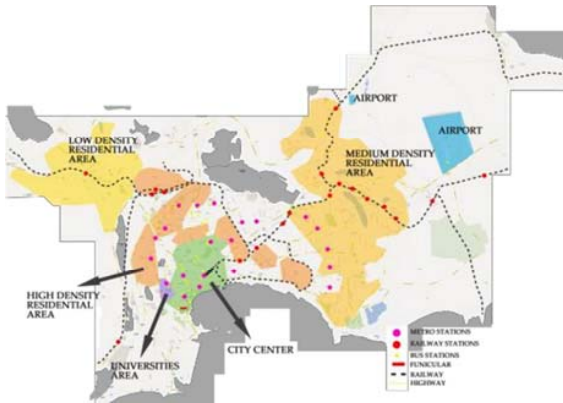 AIRPORT
AIRPORT
LOW DENSITY
RESIDENTIAL
AREA
MEDIUM DENSITY
RESIDENTIAL
AREA
HIGH DENSITY
RESIDENTIAL
AREA
UNIVERSITIES
AREA
CITY CENTER
METRO STATIONS
RAILWAY STATIONS
BUS STATIONS
FUNICULAR
RAILWAY
HIGHWAY